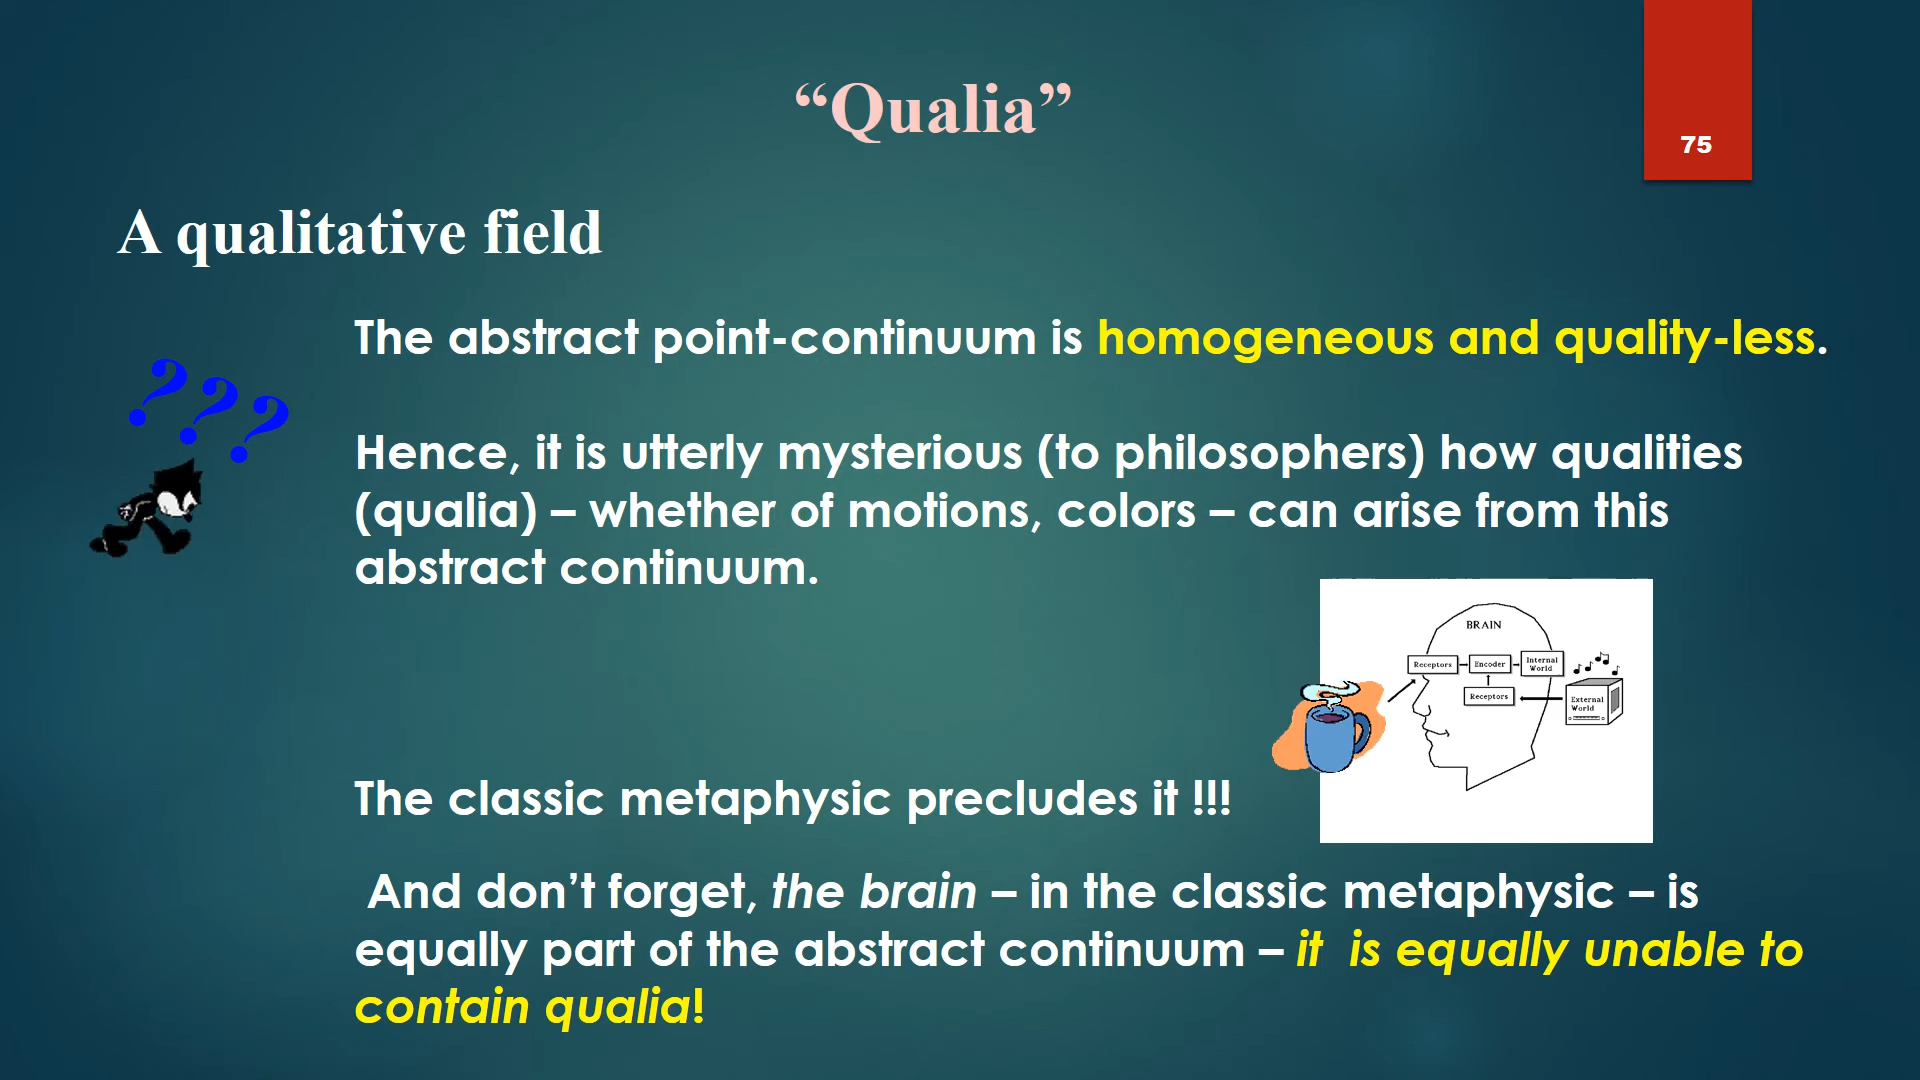 “Qualia”
75
A qualitative field
The abstract point-continuum is homogeneous and quality-less.
???
Hence, it is utterly mysterious (to philosophers) how qualities
(qualia) – whether of motions, colors – can arise from this
abstract continuum.
BRAIN
Receptors
Encoder
Internal
World
Receptors
External
World
The classic metaphysic precludes it !!!
And don’t forget, the brain – in the classic metaphysic – is
equally part of the abstract continuum – it is equally unable to
contain qualia!